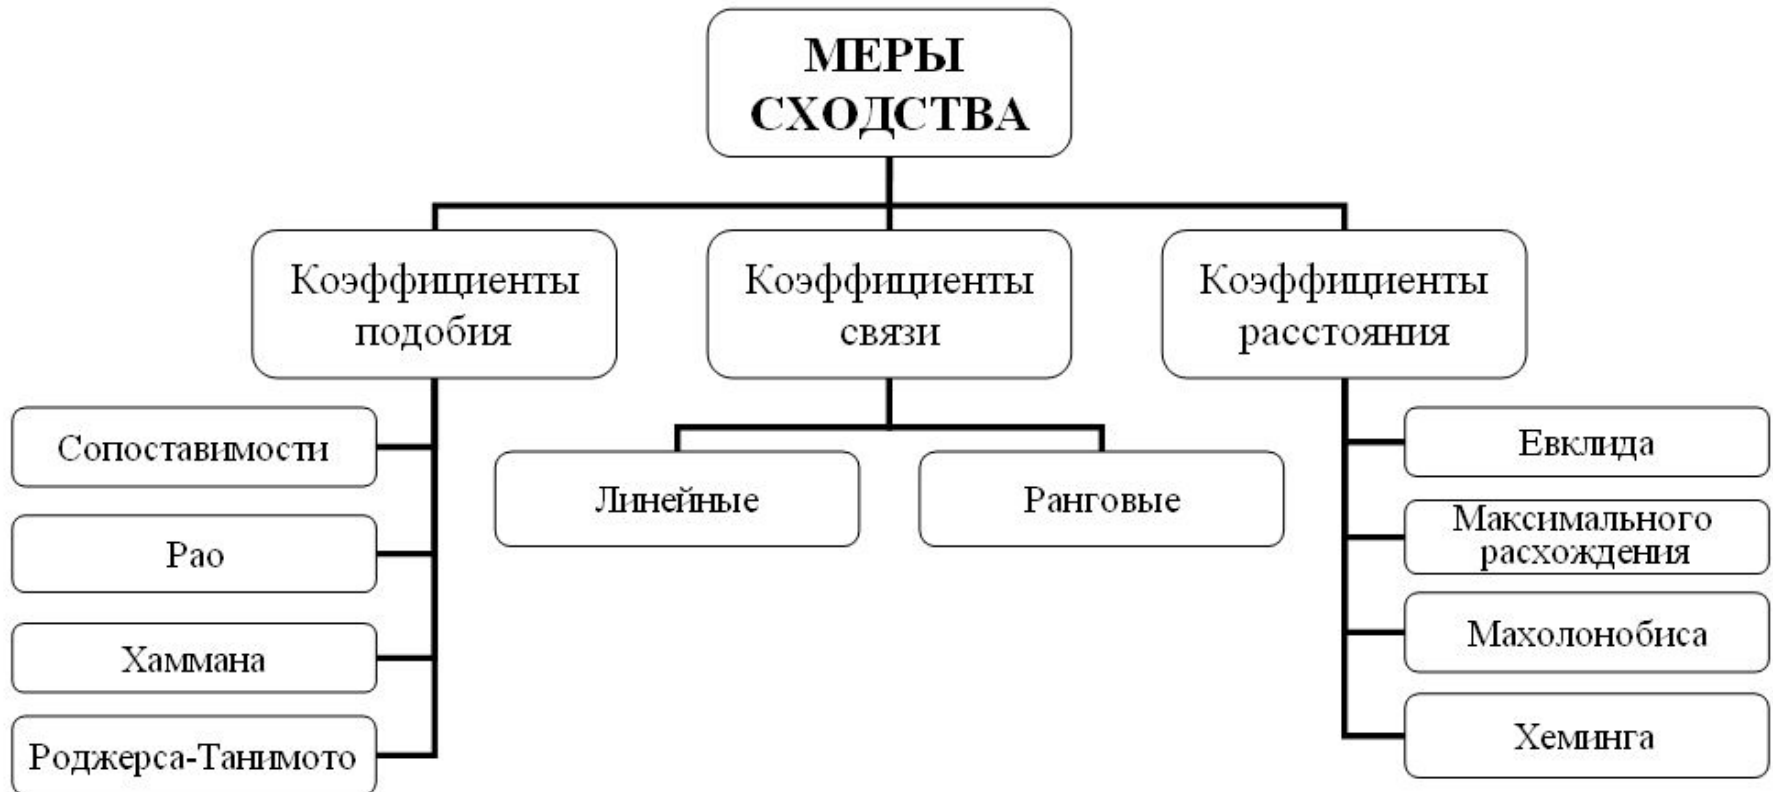 МЕРЫ
СХОДСТВА
Коэффициенты
подобия
Коэффициенты
связи
Коэффициенты
расстояния
Сопоставимости
Рао
Хаммана
Роджерса-Танимото
Линейные
Ранговые
Евклида
Максимального
расхождения
Махолонобиса
Хеминга